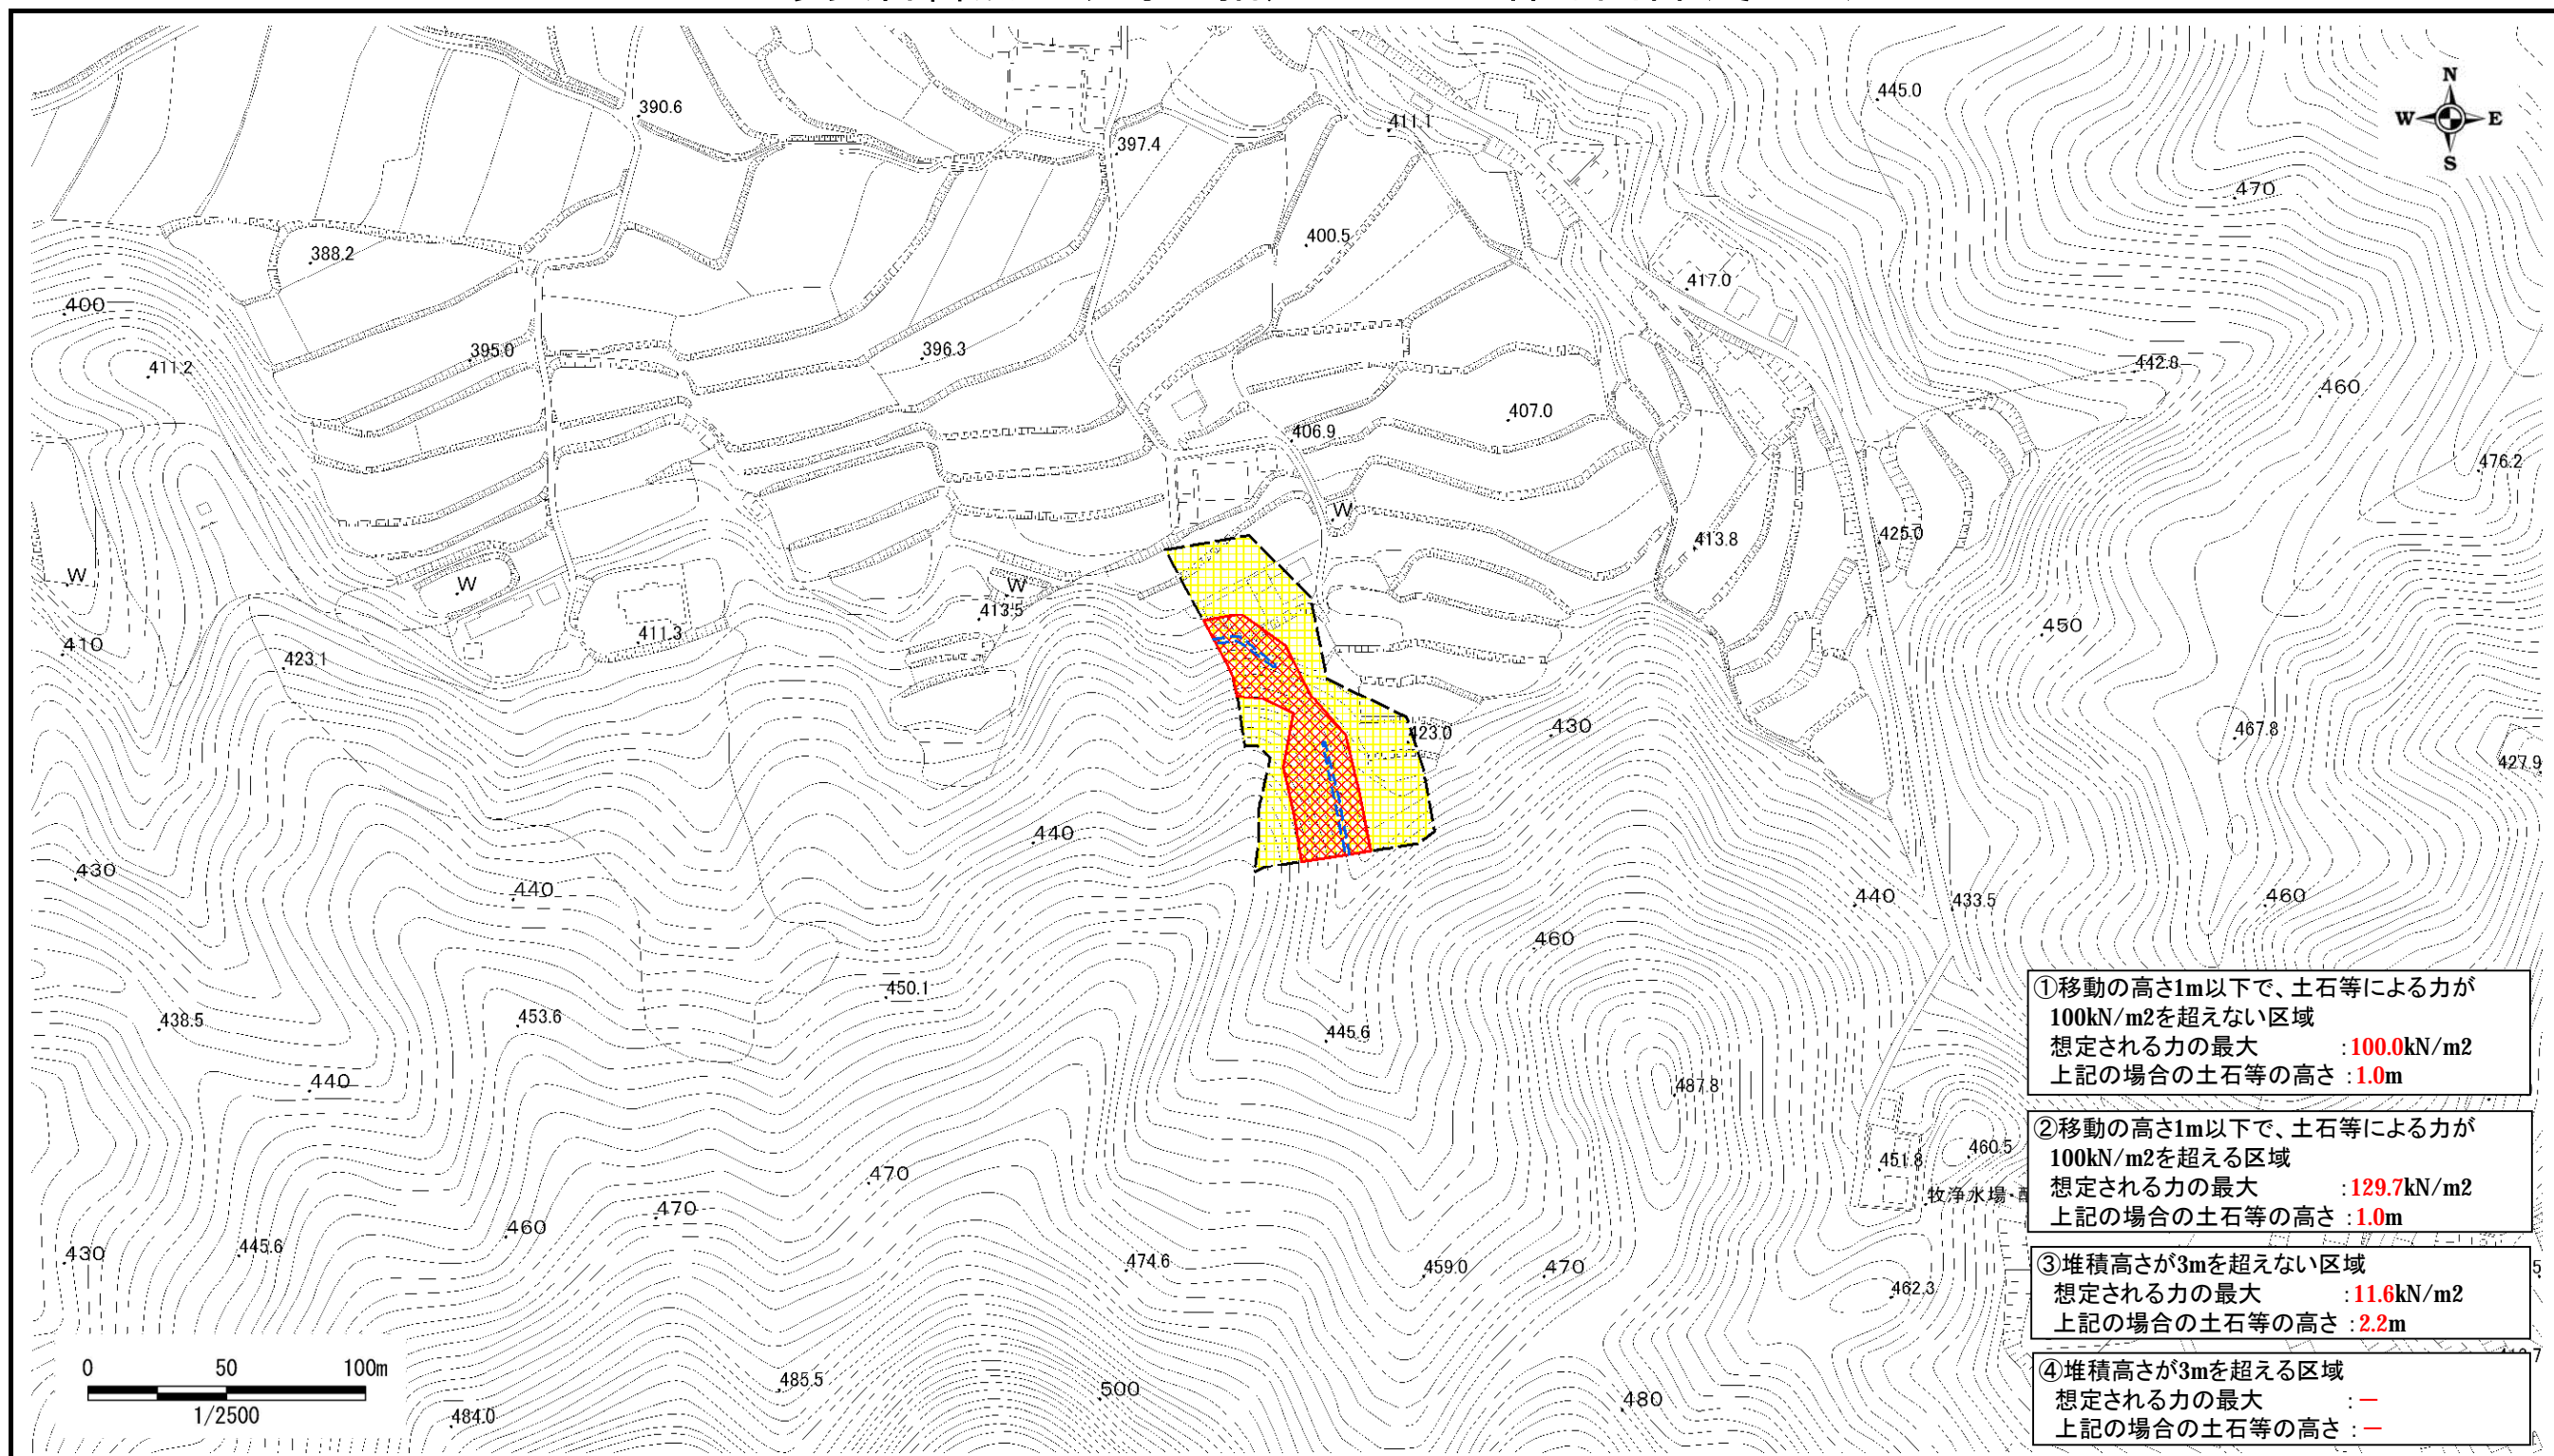 N
W E
S
445.0
390.6
411.1
397.4
470
400.5
388.2
417.0
400
395.0
396.3
411.2
442.8
460
407.0
406.9
476.2
W
413.8
425.0
W
W
W
413.5
411.3
450
410
423.1
430
423.0
467.8
427.9
440
430
440
440
433.5
460
460
450.1
453.6
438.5
445.6
440
487.8
460.5
451.8
牧浄水場・
470
470
460
445.6
430
474.6
459.0
470
462.3
485.5
500
480
484.0
①移動の高さ1m以下で、土石等による力が
100kN/m2を超えない区域
想定される力の最大 :100.0kN/m2
上記の場合の土石等の高さ :1.0m
②移動の高さ1m以下で、土石等による力が
100kN/m2を超える区域
想定される力の最大 :129.7kN/m2
上記の場合の土石等の高さ :1.0m
③堆積高さが3mを超えない区域
想定される力の最大 :11.6kN/m2
上記の場合の土石等の高さ :2.2m
④堆積高さが3mを超える区域
想定される力の最大 :－
上記の場合の土石等の高さ :－
0 50 100m
1/2500